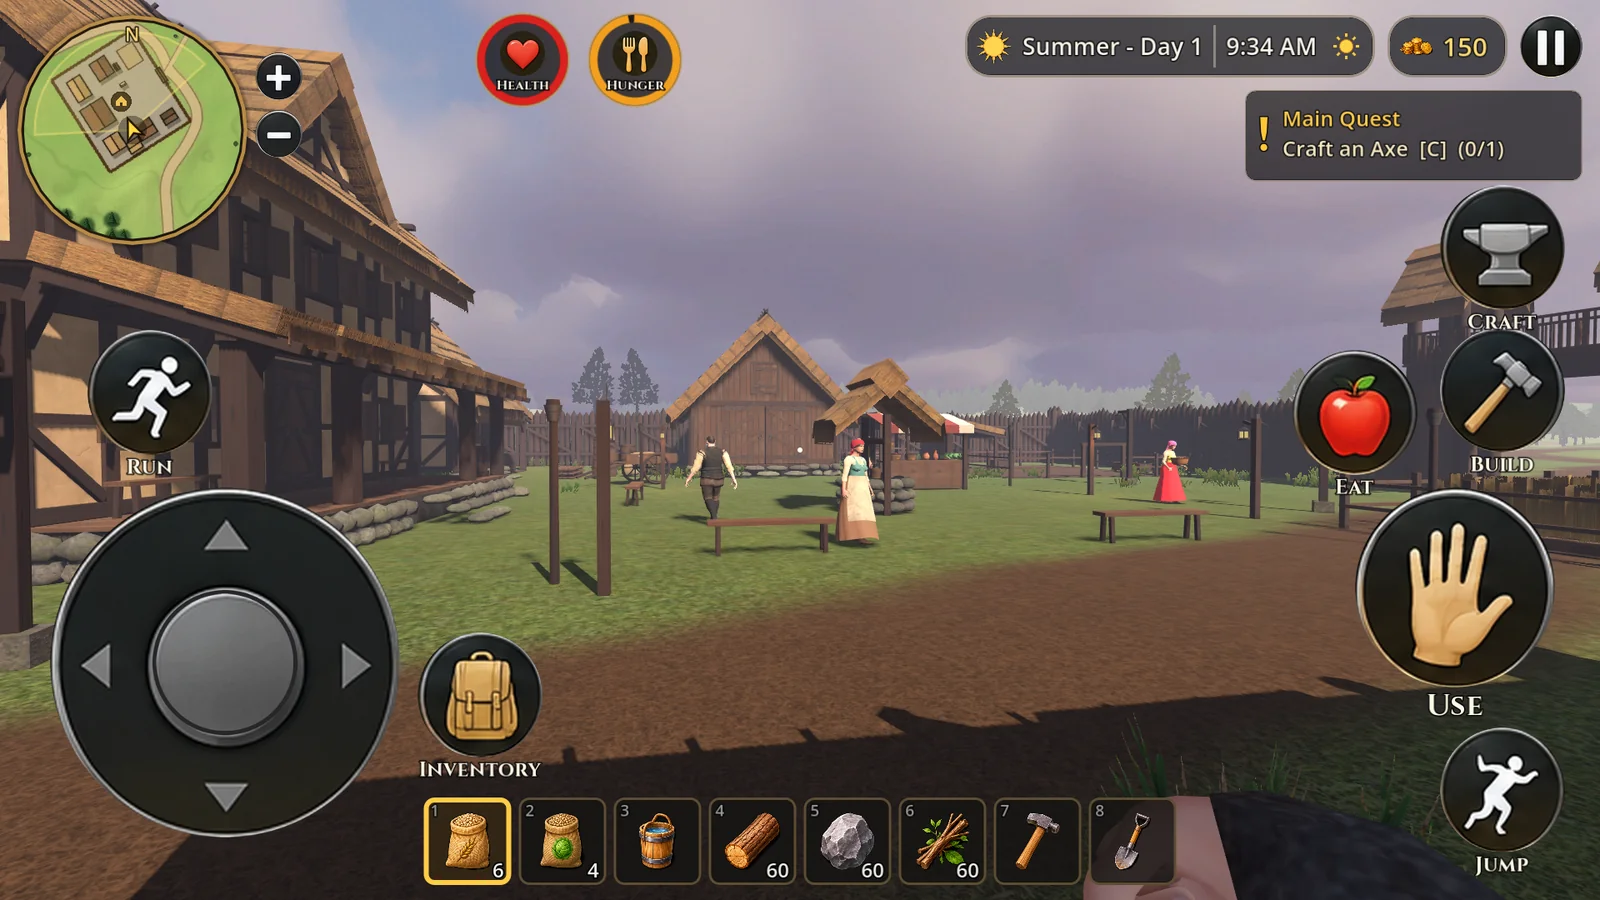 N
HEALTH
HUNGER
Summer - Day 1
9:34 AM
150
Main Quest
Craft an Axe [C] (0/1)
CRAFT
RUN
BUILD
EAT
USE
INVENTORY
JUMP
1
6
2
4
3
4
60
5
60
6
60
7
8